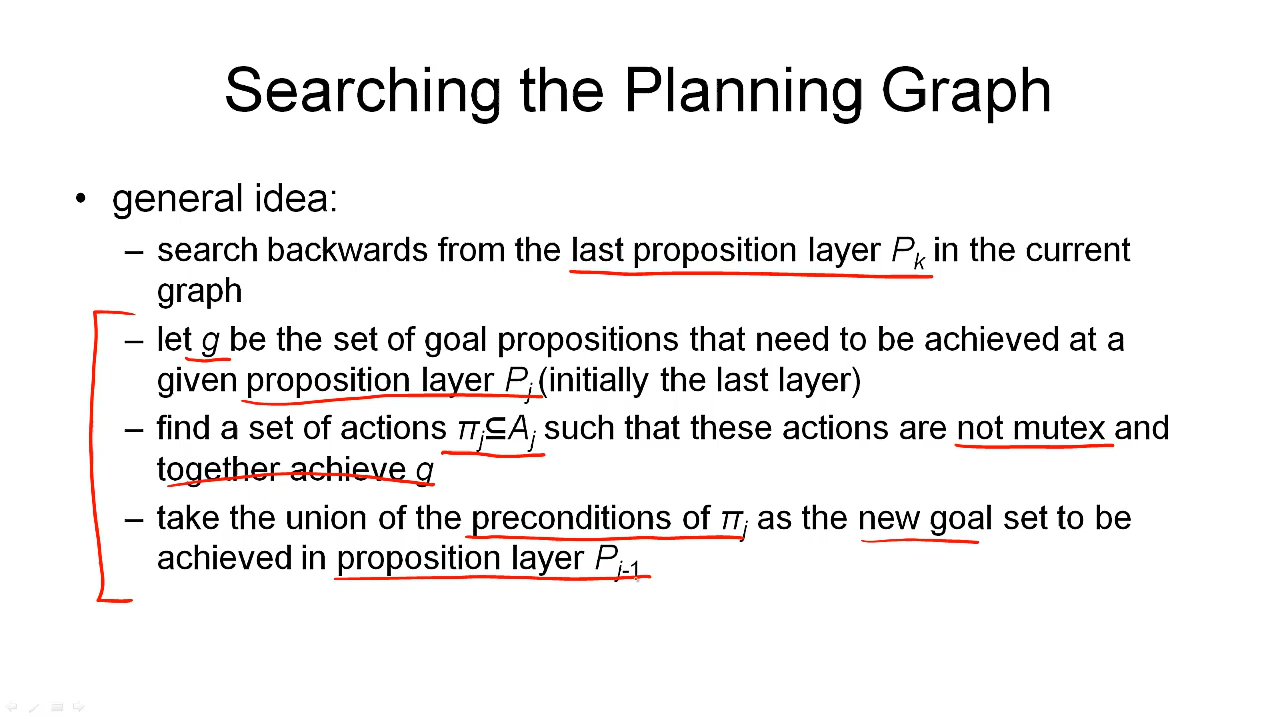 Searching the Planning Graph
• general idea:
– search backwards from the last proposition layer Pk in the current
graph
– let g be the set of goal propositions that need to be achieved at a
given proposition layer Pj (initially the last layer)
– find a set of actions πj⊆Aj such that these actions are not mutex and
together achieve g
– take the union of the preconditions of πj as the new goal set to be
achieved in proposition layer Pj-1